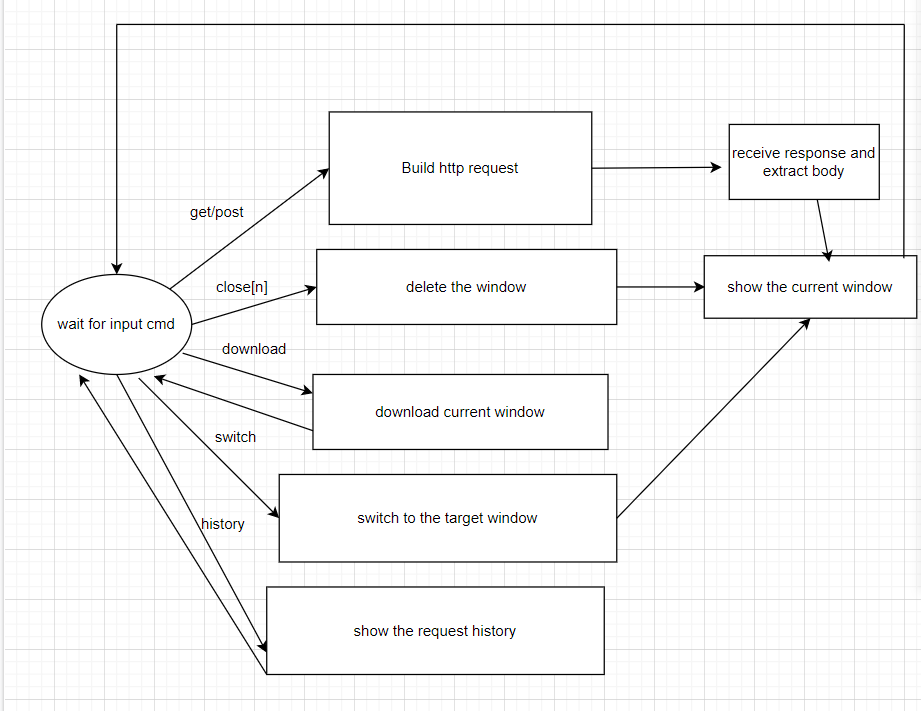 Build http request
receive response and
extract body
get/post
close[n]
delete the window
show the current window
wait for input cmd
download
download current window
switch
switch to the target window
history
show the request history